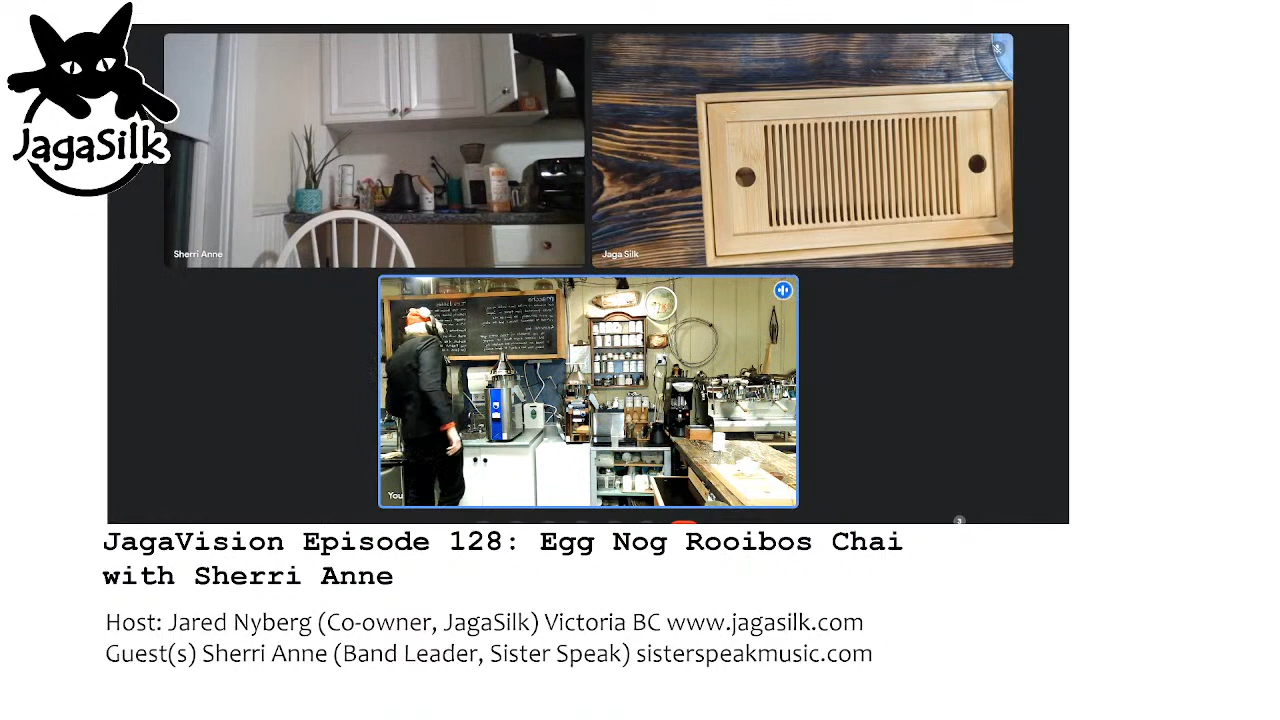 JagaSilk
Sherri Anne
Jaga Silk
You
3
JagaVision Episode 128: Egg Nog Rooibos Chai
with Sherri Anne
Host: Jared Nyberg (Co-owner, JagaSilk) Victoria BC www.jagasilk.com
Guest(s) Sherri Anne (Band Leader, Sister Speak) sisterspeakmusic.com